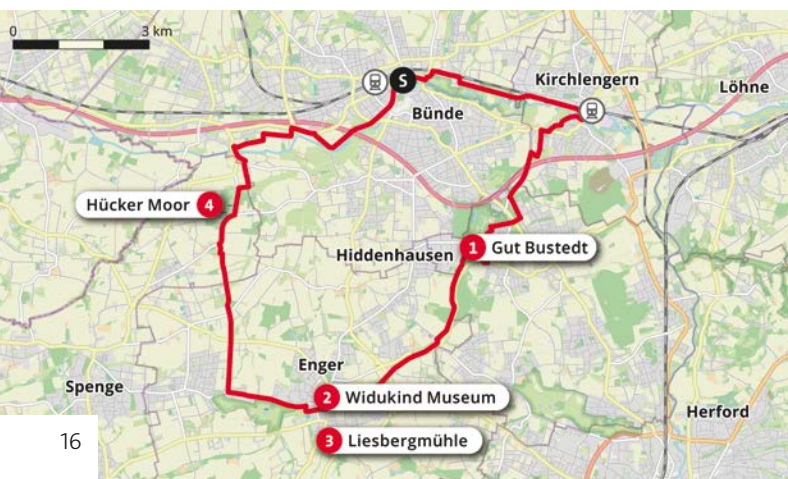 0 3 km
S
Kirchlengern
Löhne
Bünde
Hücker Moor 4
Hiddenhausen
1 Gut Bustedt
Enger
Spenge
2 Widukind Museum
Herford
3 Liesbergmühle
16